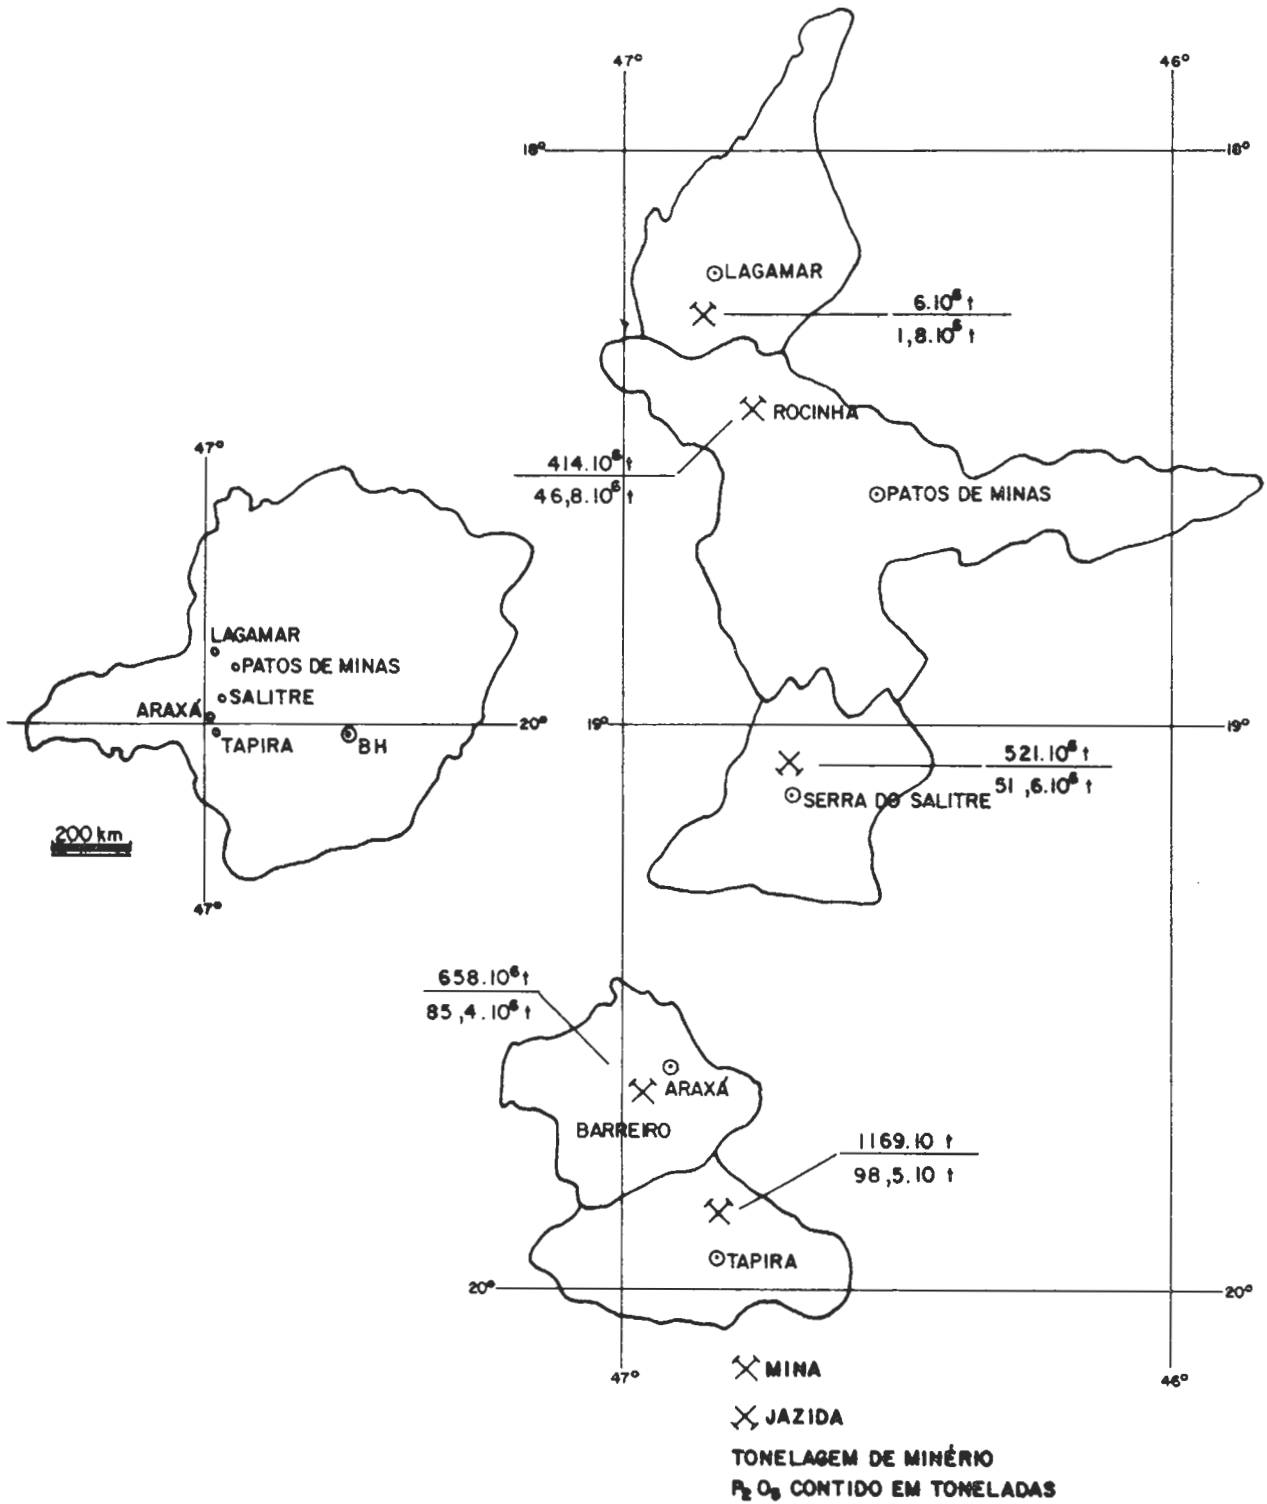 47°
46°
18°
18°
LAGAMAR
6.10⁶ t
1,8.10⁶ t
ROCINHA
414.10⁶ t
46,8.10⁶ t
PATOS DE MINAS
47°
LAGAMAR
PATOS DE MINAS
SALITRE
ARAXÁ
TAPIRA
BH
20°
200 km
47°
19°
19°
521.10⁶ t
51,6.10⁶ t
SERRA DO SALITRE
658.10⁶ t
85,4.10⁶ t
ARAXÁ
BARREIRO
1169.10 t
98,5.10 t
TAPIRA
20°
20°
47°
46°
MINA
JAZIDA
TONELAGEM DE MINÉRIO
P₂O₅ CONTIDO EM TONELADAS